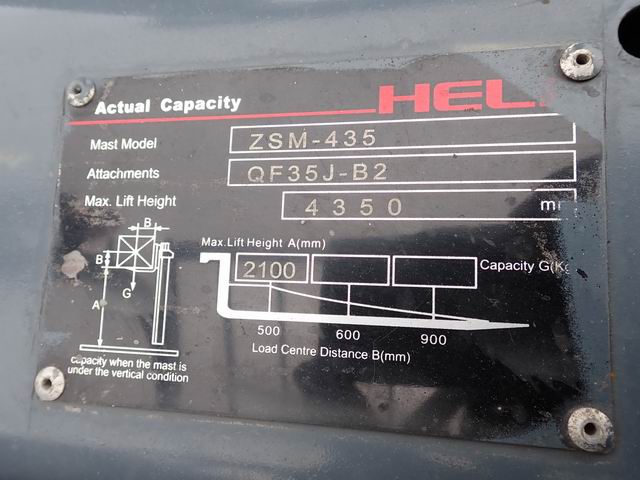 Actual Capacity HEL
Mast Model ZSM-435
Attachments QF35J-B2
Max. Lift Height 4350 m
B
Max. Lift Height A(mm)
B
2100 Capacity G(K
G
A
500 600 900
Load Centre Distance B(mm)
capacity when the mast is
under the vertical condition